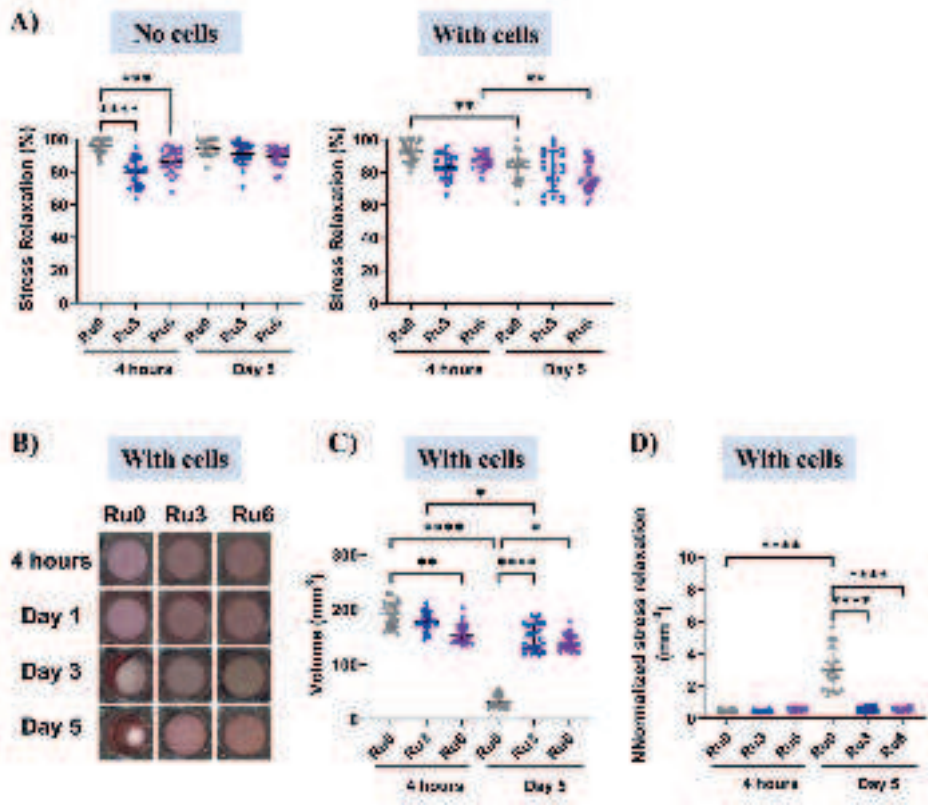 A)
No cells
With cells
***
****
**
**
Stress Relaxation (%)
100
80
60
40
20
0
Ru0
Ru3
Ru6
Ru0
Ru3
Ru6
4 hours
Day 5
Stress Relaxation (%)
100
80
60
40
20
0
Ru0
Ru3
Ru6
Ru0
Ru3
Ru6
4 hours
Day 5
B)
With cells
Ru0 Ru3 Ru6
4 hours
Day 1
Day 3
Day 5
C)
With cells
*
**** *
** ****
Volume (mm³)
300
200
100
0
Ru0
Ru3
Ru6
Ru0
Ru3
Ru6
4 hours
Day 5
D)
With cells
****
****
****
NNormalized stress relaxation
(mm⁻³)
10
8
6
4
2
0
Ru0
Ru3
Ru6
Ru0
Ru3
Ru6
4 hours
Day 5